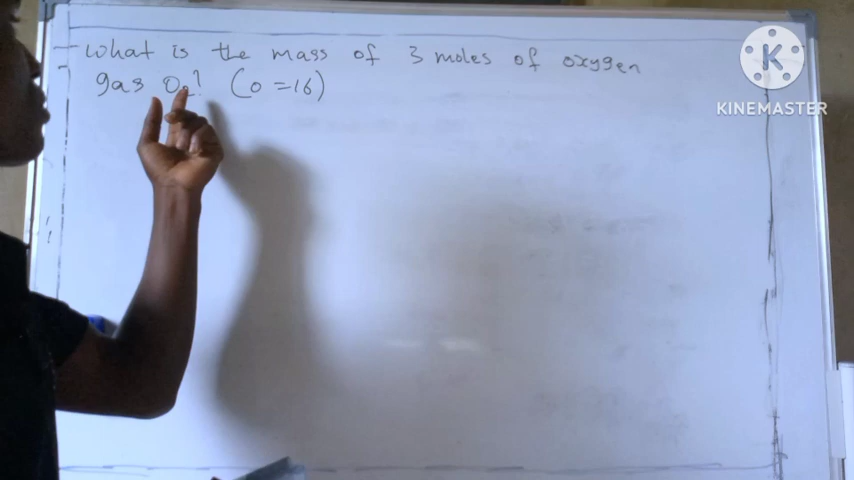 What is the mass of 3 moles of oxygen
gas O2? (O = 16)
KINEMASTER